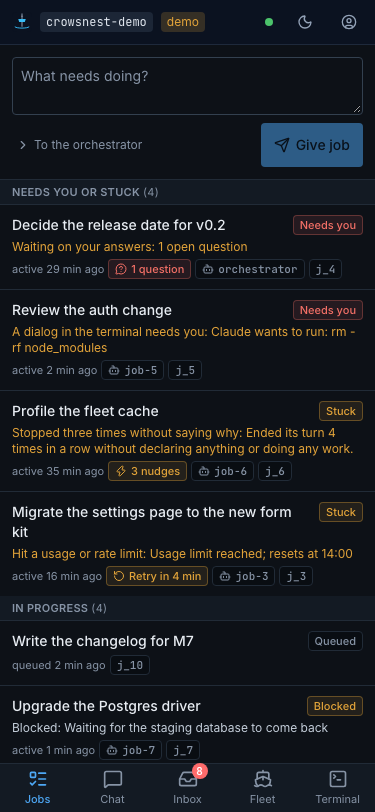 crowsnest-demo demo
What needs doing?
To the orchestrator
Give job
NEEDS YOU OR STUCK (4)
Decide the release date for v0.2
Needs you
Waiting on your answers: 1 open question
active 29 min ago 1 question orchestrator j_4
Review the auth change
Needs you
A dialog in the terminal needs you: Claude wants to run: rm -
rf node_modules
active 2 min ago job-5 j_5
Profile the fleet cache
Stuck
Stopped three times without saying why: Ended its turn 4
times in a row without declaring anything or doing any work.
active 35 min ago 3 nudges job-6 j_6
Migrate the settings page to the new form
kit
Stuck
Hit a usage or rate limit: Usage limit reached; resets at 14:00
active 16 min ago Retry in 4 min job-3 j_3
IN PROGRESS (4)
Write the changelog for M7
Queued
queued 2 min ago j_10
Upgrade the Postgres driver
Blocked
Blocked: Waiting for the staging database to come back
active 1 min ago job-7 j_7
8
Jobs Chat Inbox Fleet Terminal